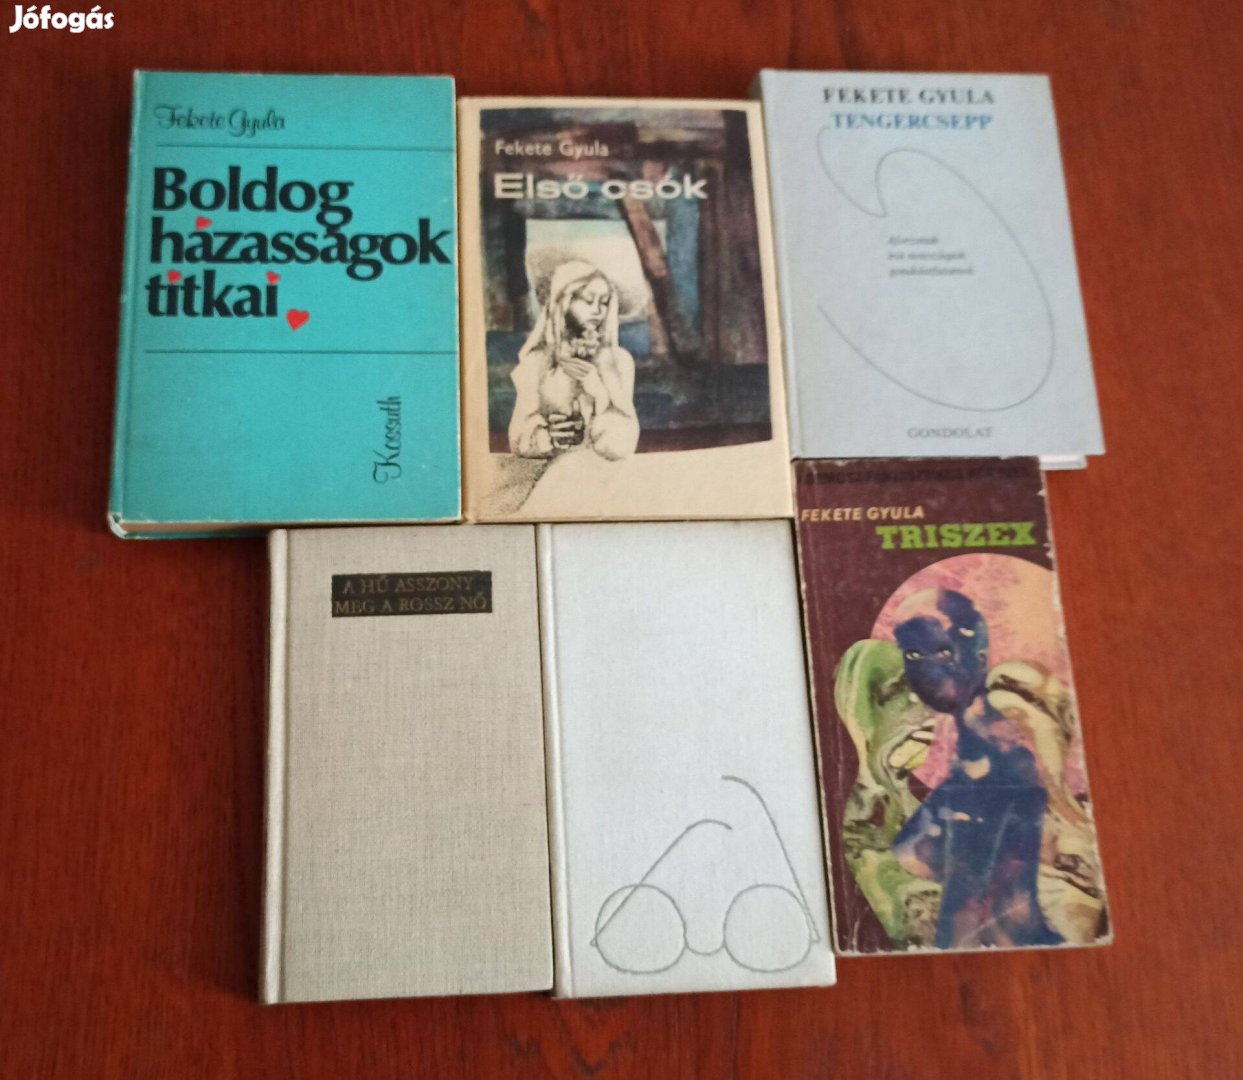 Jófogás
Fekete Gyula
Boldog
házasságok
titkai
Kossuth
Fekete Gyula
Első csók
FEKETE GYULA
TENGERCSEPP
GONDOLAT
A HŰ ASSZONY
MEG A ROSSZ NŐ
FEKETE GYULA
TRISZEX